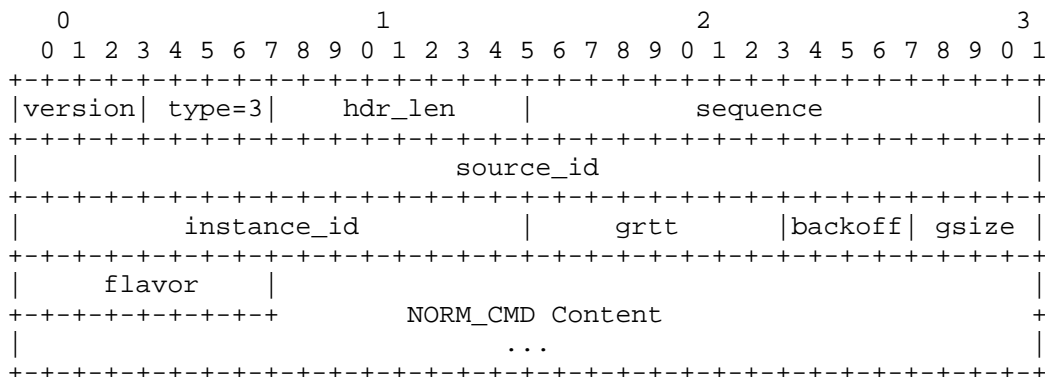 0                   1                   2                   3
 0 1 2 3 4 5 6 7 8 9 0 1 2 3 4 5 6 7 8 9 0 1 2 3 4 5 6 7 8 9 0 1
+-+-+-+-+-+-+-+-+-+-+-+-+-+-+-+-+-+-+-+-+-+-+-+-+-+-+-+-+-+-+-+-+
|version| type=3|    hdr_len    |          sequence             |
+-+-+-+-+-+-+-+-+-+-+-+-+-+-+-+-+-+-+-+-+-+-+-+-+-+-+-+-+-+-+-+-+
|                           source_id                           |
+-+-+-+-+-+-+-+-+-+-+-+-+-+-+-+-+-+-+-+-+-+-+-+-+-+-+-+-+-+-+-+-+
|          instance_id          |     grtt      |backoff| gsize |
+-+-+-+-+-+-+-+-+-+-+-+-+-+-+-+-+-+-+-+-+-+-+-+-+-+-+-+-+-+-+-+-+
|     flavor    |                                               |
+-+-+-+-+-+-+-+-+        NORM_CMD Content                       +
|                              ...                              |
+-+-+-+-+-+-+-+-+-+-+-+-+-+-+-+-+-+-+-+-+-+-+-+-+-+-+-+-+-+-+-+-+